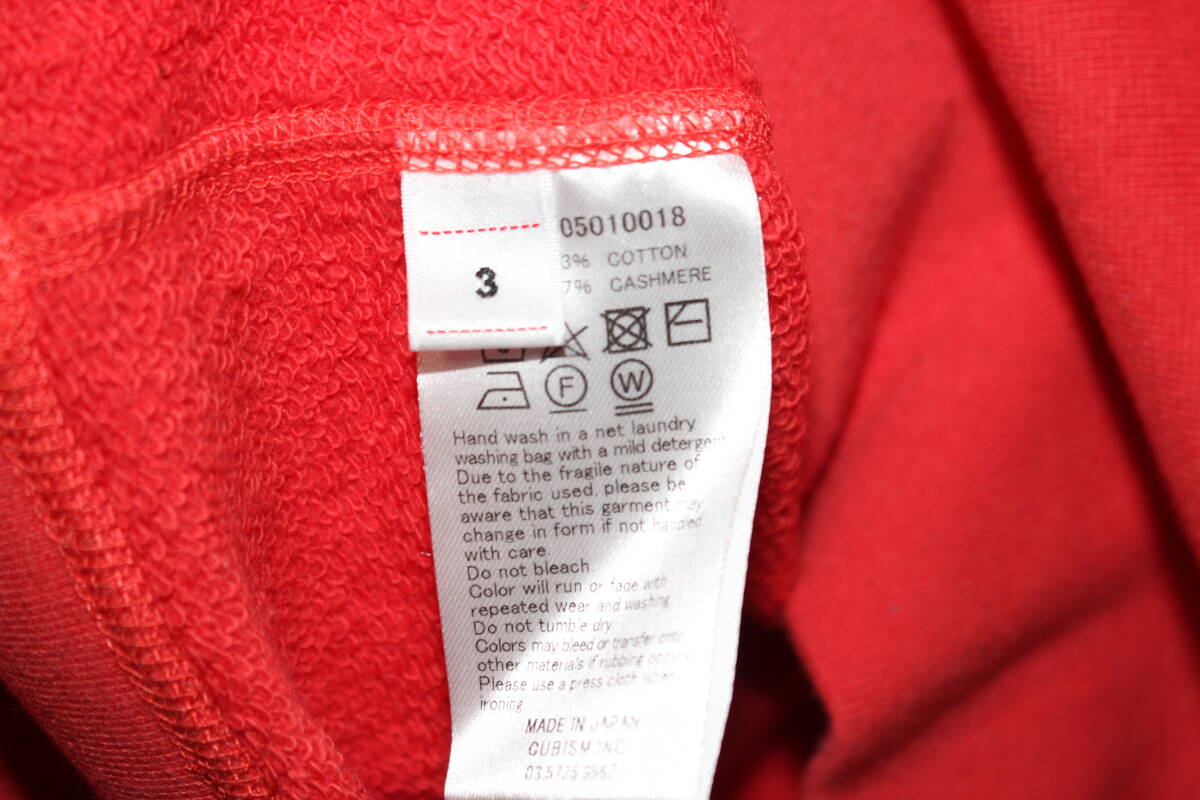 05010018
3
3% COTTON
7% CASHMERE
F
W
Hand wash in a net laundry
washing bag with a mild deterge
Due to the fragile nature of
the fabric used, please be
aware that this garment may
change in form if not handled
with care.
Do not bleach.
Color will run or fade with
repeated wear and washing
Do not tumble dry
Colors may bleed or transfer onto
other materials if rubbing occurs
Please use a press cloth when
ironing
MADE IN JAPAN
CUBISM INC
03.5725.9557